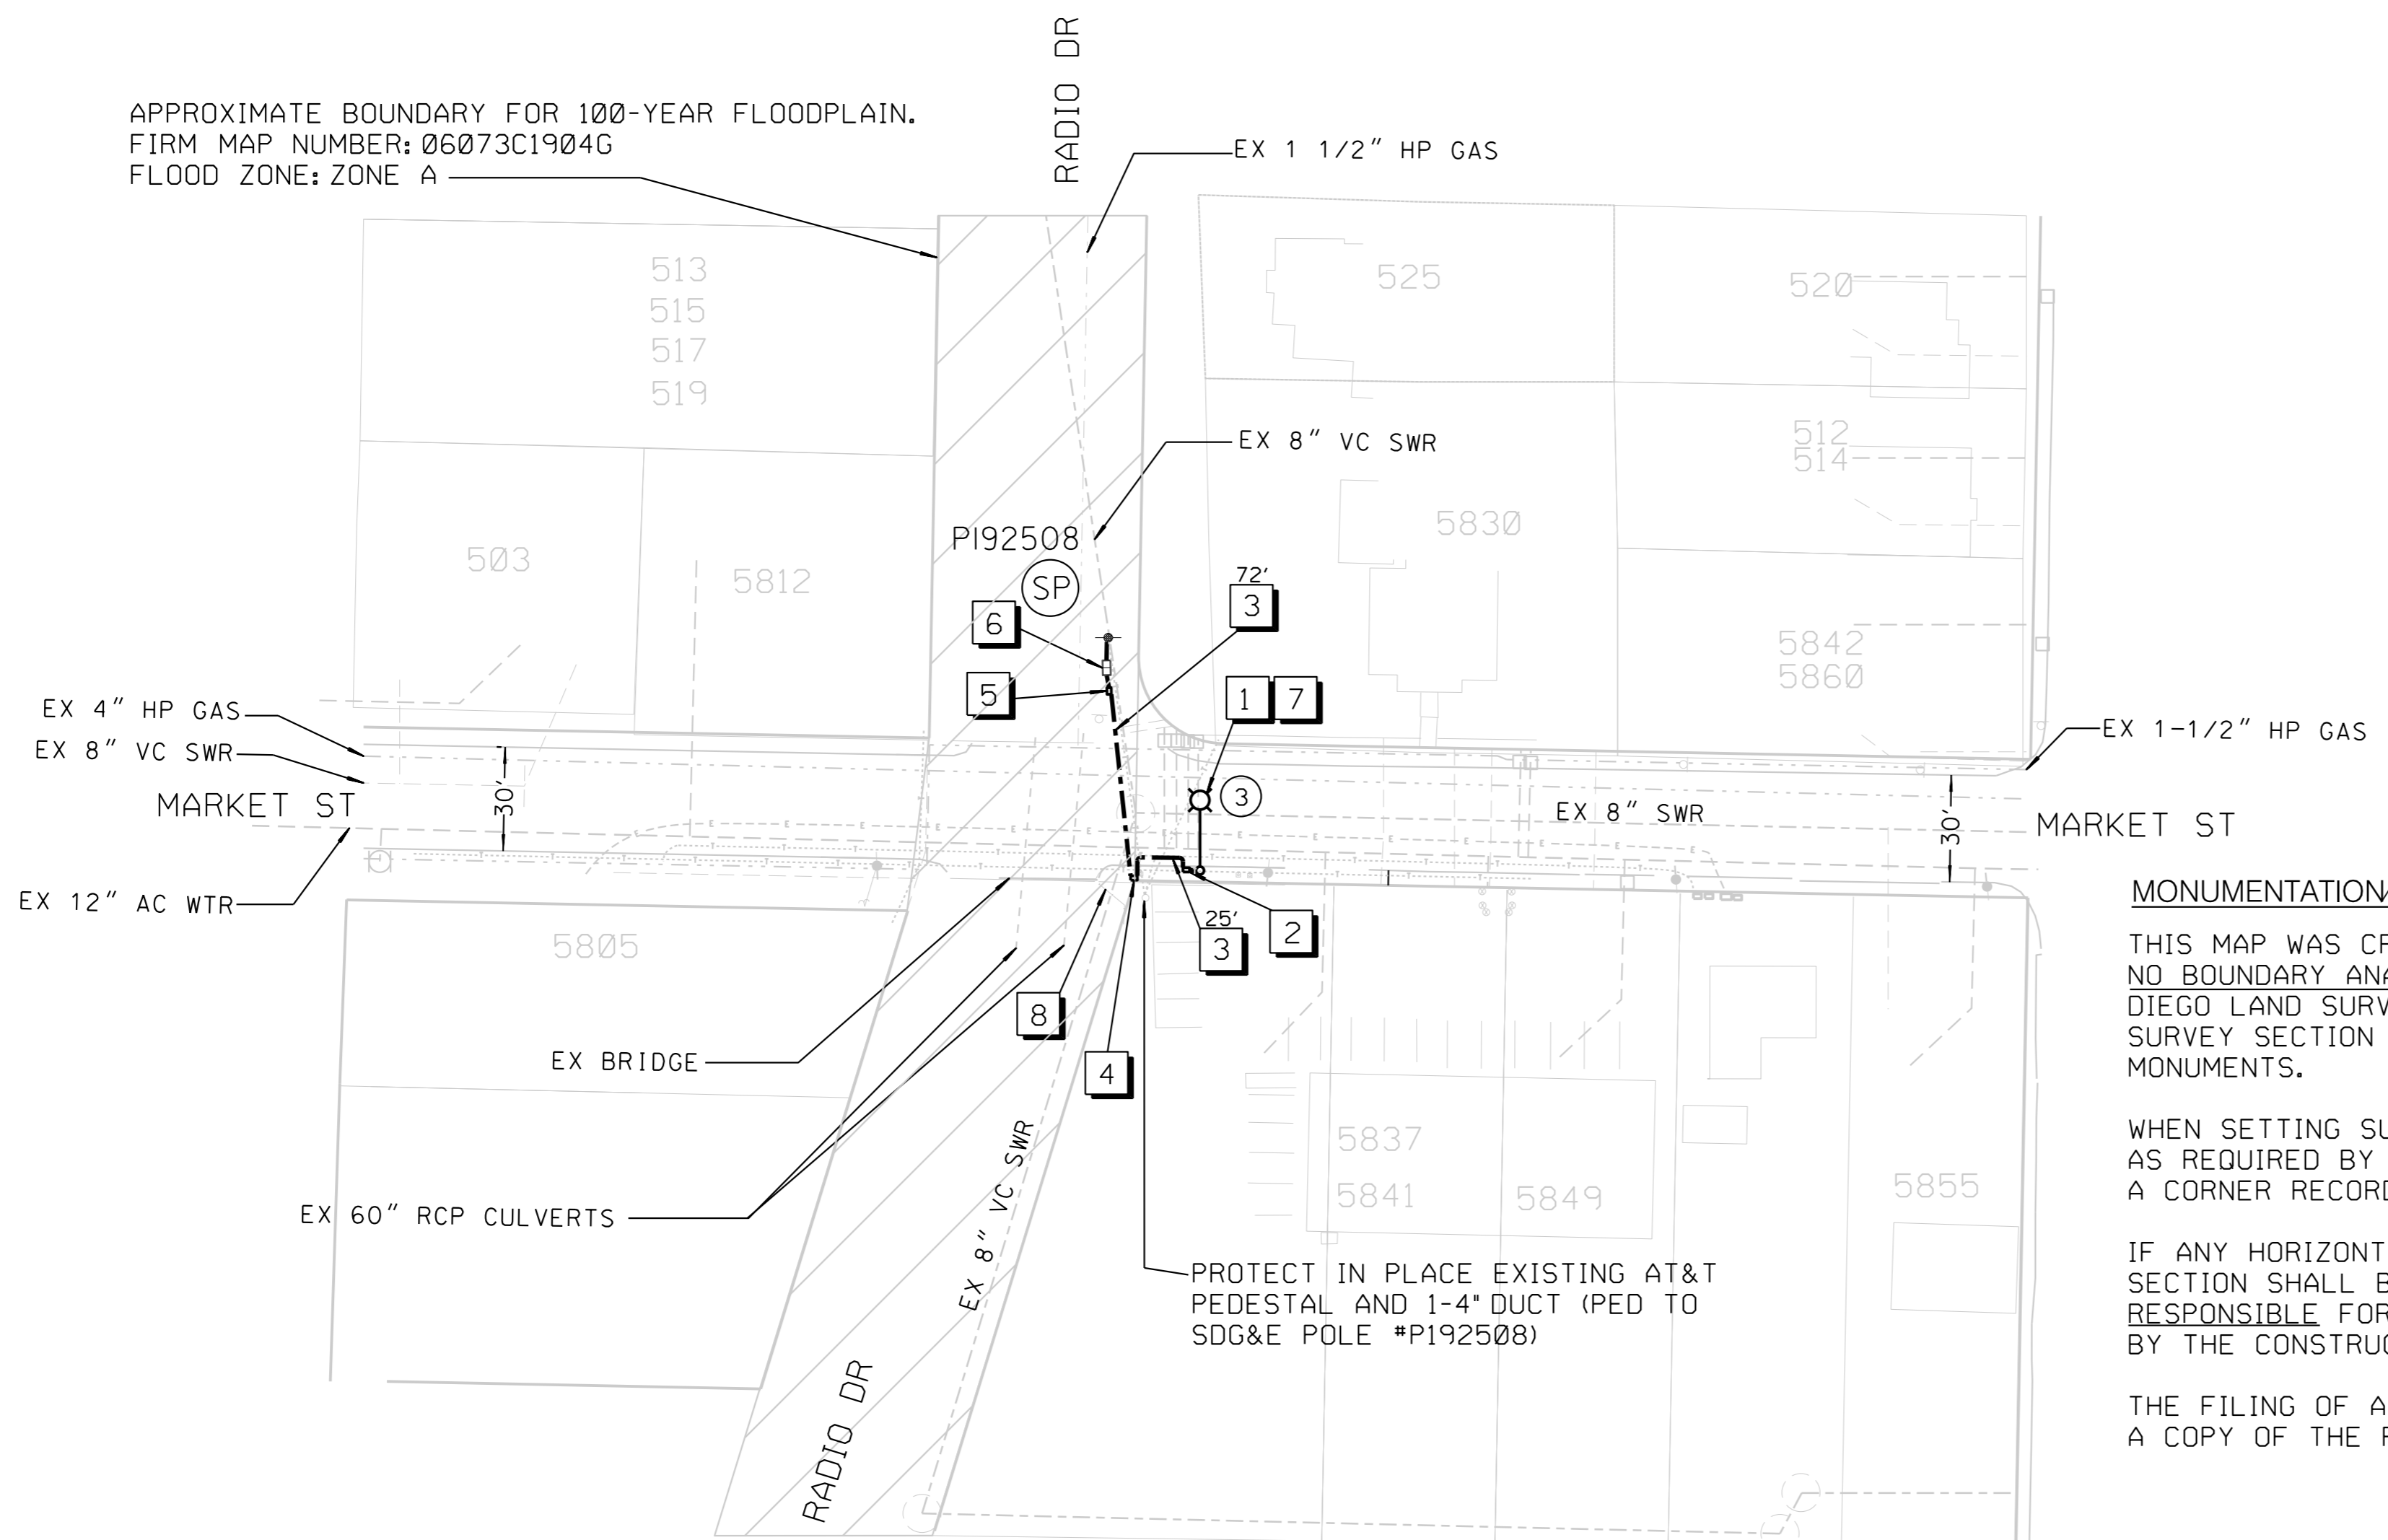 RADIO DR
APPROXIMATE BOUNDARY FOR 100-YEAR FLOODPLAIN.
FIRM MAP NUMBER: 06073C1904G
FLOOD ZONE: ZONE A
EX 1 1/2" HP GAS
513
515
517
519
525
520
EX 8" VC SWR
512
514
503
5812
PI92508
SP
5830
72'
3
6
5
1
7
5842
5860
EX 4" HP GAS
EX 8" VC SWR
MARKET ST
30'
3
EX 8" SWR
EX 1-1/2" HP GAS
30'
MARKET ST
EX 12" AC WTR
5805
25'
3
2
8
4
EX BRIDGE
EX 60" RCP CULVERTS
EX 8" VC SWR
RADIO DR
5837
5841
5849
5855
PROTECT IN PLACE EXISTING AT&T
PEDESTAL AND 1-4" DUCT (PED TO
SDG&E POLE #P192508)
MONUMENTATION
THIS MAP WAS CR
NO BOUNDARY ANA
DIEGO LAND SURV
SURVEY SECTION
MONUMENTS.
WHEN SETTING SU
AS REQUIRED BY
A CORNER RECORD
IF ANY HORIZONT
SECTION SHALL B
RESPONSIBLE FOR
BY THE CONSTRUC
THE FILING OF A
A COPY OF THE F